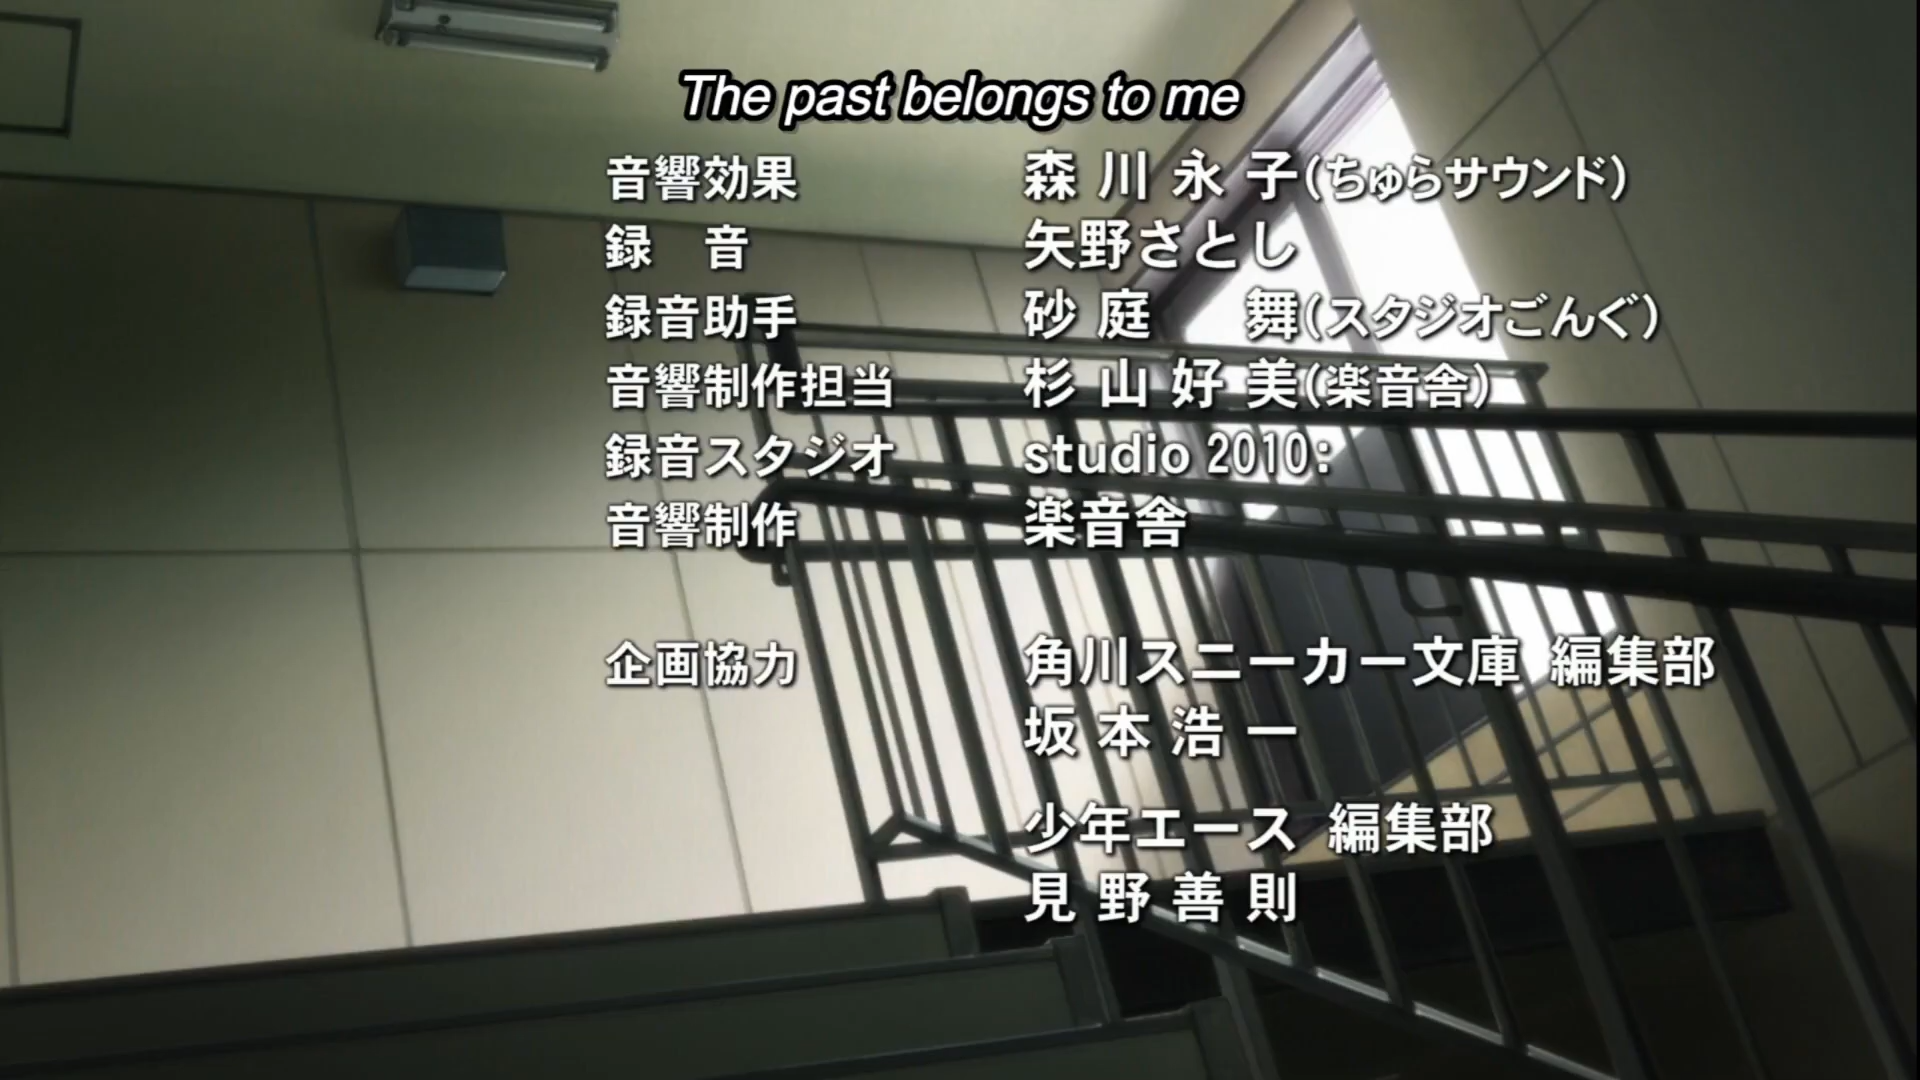 The past belongs to me
音響効果 森川永子(ちゅらサウンド)
録 音 矢野さとし
録音助手 砂庭 舞(スタジオごんぐ)
音響制作担当 杉山好美(楽音舎)
録音スタジオ studio 2010:
音響制作 楽音舎
企画協力 角川スニーカー文庫 編集部
坂本浩一
少年エース 編集部
見野善則